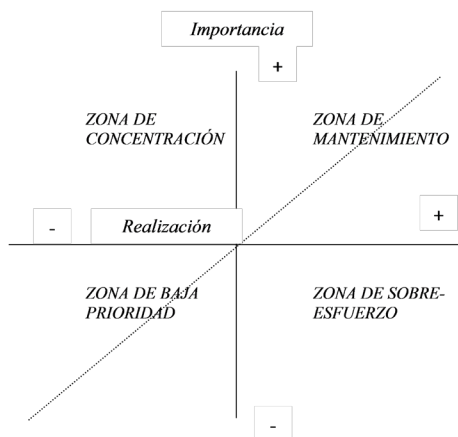 Importancia
+
ZONA DE
CONCENTRACIÓN
ZONA DE
MANTENIMIENTO
-
Realización
+
ZONA DE BAJA
PRIORIDAD
ZONA DE SOBRE-
ESFUERZO
-